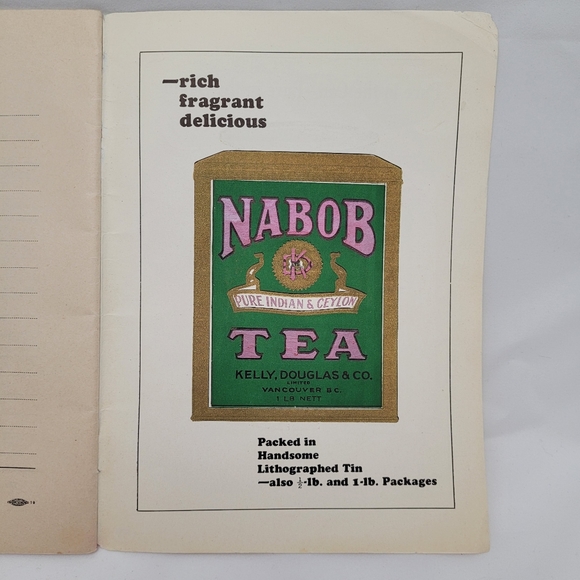 —rich
fragrant
delicious
NABOB
PURE INDIAN & CEYLON
TEA
KELLY, DOUGLAS & CO.
LIMITED
VANCOUVER B.C.
1 LB NETT
Packed in
Handsome
Lithographed Tin
—also ½-lb. and 1-lb. Packages